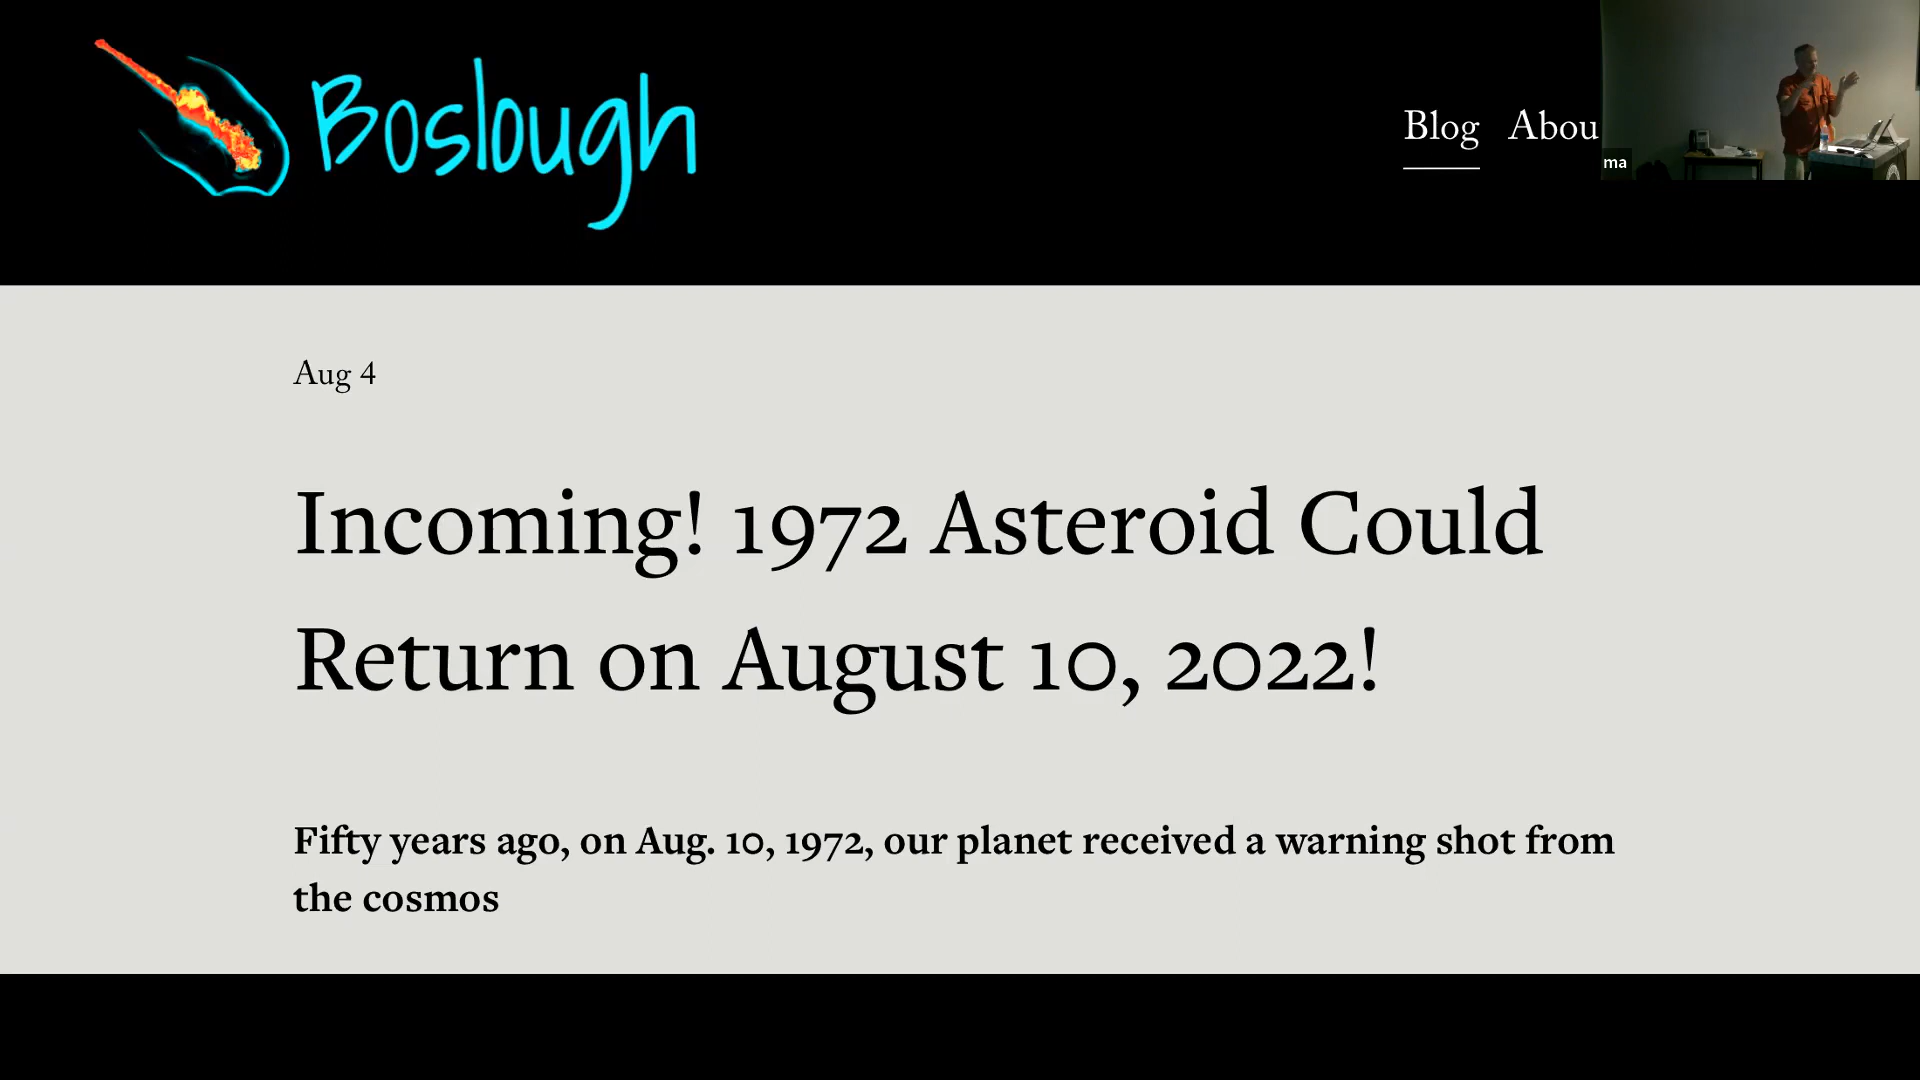 Boslough
Blog Abou
ma
Aug 4
Incoming! 1972 Asteroid Could
Return on August 10, 2022!
Fifty years ago, on Aug. 10, 1972, our planet received a warning shot from
the cosmos